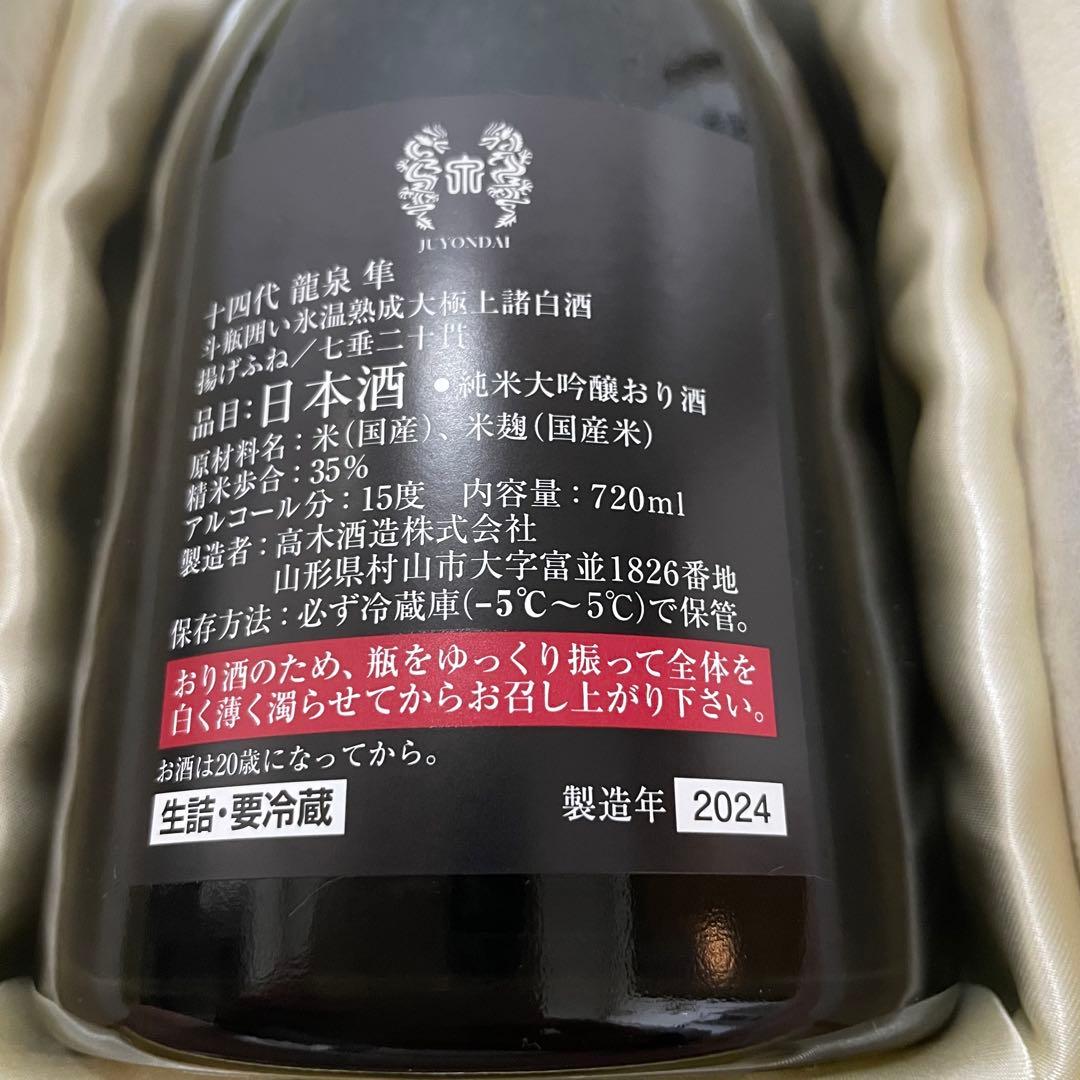 JUYONDAI
十四代 龍泉 隼
斗瓶囲い氷温熟成大極上諸白酒
揚げふね/七垂二十貫
品目:日本酒 ●純米大吟醸おり酒
原材料名:米(国産)、米麹(国産米)
精米歩合:35%
アルコール分:15度 内容量:720ml
製造者:高木酒造株式会社
山形県村山市大字富並1826番地
保存方法:必ず冷蔵庫(-5℃〜5℃)で保管。
おり酒のため、瓶をゆっくり振って全体を
白く薄く濁らせてからお召し上がり下さい。
お酒は20歳になってから。
生詰・要冷蔵 製造年 2024